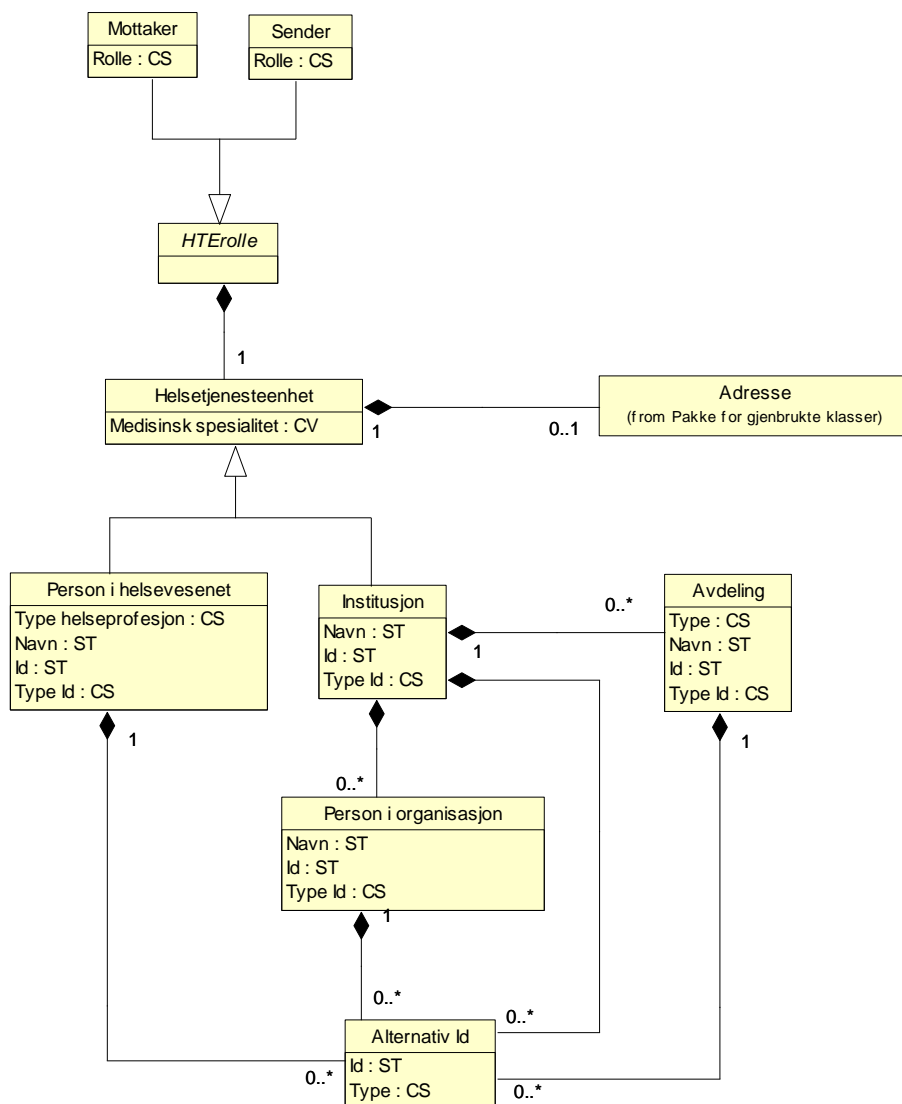 Mottaker
Rolle : CS
Sender
Rolle : CS
HTErolle
1
Helsetjenesteenhet
Medisinsk spesialitet : CV
1
0..1
Adresse
(from Pakke for gjenbrukte klasser)
Person i helsevesenet
Type helseprofesjon : CS
Navn : ST
Id : ST
Type Id : CS
1
Institusjon
Navn : ST
Id : ST
Type Id : CS
1
0..*
Avdeling
Type : CS
Navn : ST
Id : ST
Type Id : CS
1
0..*
Person i organisasjon
Navn : ST
Id : ST
Type Id : CS
1
0..*
0..*
Alternativ Id
Id : ST
Type : CS
0..*
0..*